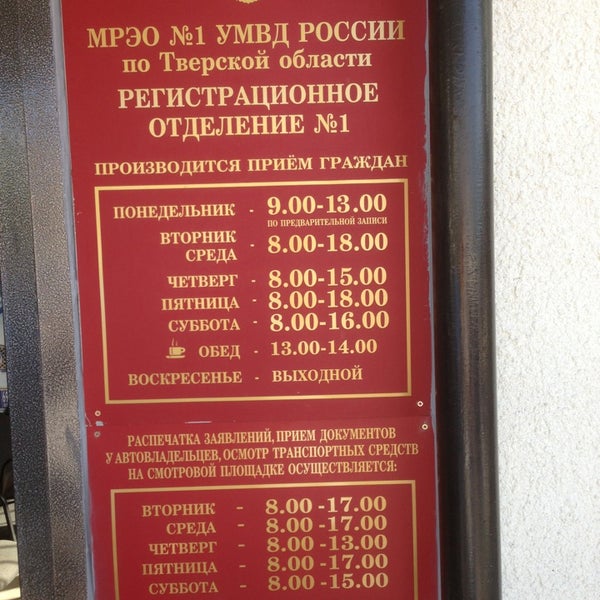 МРЭО №1 УМВД РОССИИ
по Тверской области
РЕГИСТРАЦИОННОЕ
ОТДЕЛЕНИЕ №1
ПРОИЗВОДИТСЯ ПРИЁМ ГРАЖДАН
ПОНЕДЕЛЬНИК - 9.00-13.00
ПО ПРЕДВАРИТЕЛЬНОЙ ЗАПИСИ
ВТОРНИК
СРЕДА - 8.00-18.00
ЧЕТВЕРГ - 8.00-15.00
ПЯТНИЦА - 8.00-18.00
СУББОТА - 8.00-16.00
ОБЕД - 13.00-14.00
ВОСКРЕСЕНЬЕ - ВЫХОДНОЙ
РАСПЕЧАТКА ЗАЯВЛЕНИЙ, ПРИЕМ ДОКУМЕНТОВ
У АВТОВЛАДЕЛЬЦЕВ, ОСМОТР ТРАНСПОРТНЫХ СРЕДСТВ
НА СМОТРОВОЙ ПЛОЩАДКЕ ОСУЩЕСТВЛЯЕТСЯ:
ВТОРНИК - 8.00-17.00
СРЕДА - 8.00-17.00
ЧЕТВЕРГ - 8.00-13.00
ПЯТНИЦА - 8.00-17.00
СУББОТА - 8.00-15.00